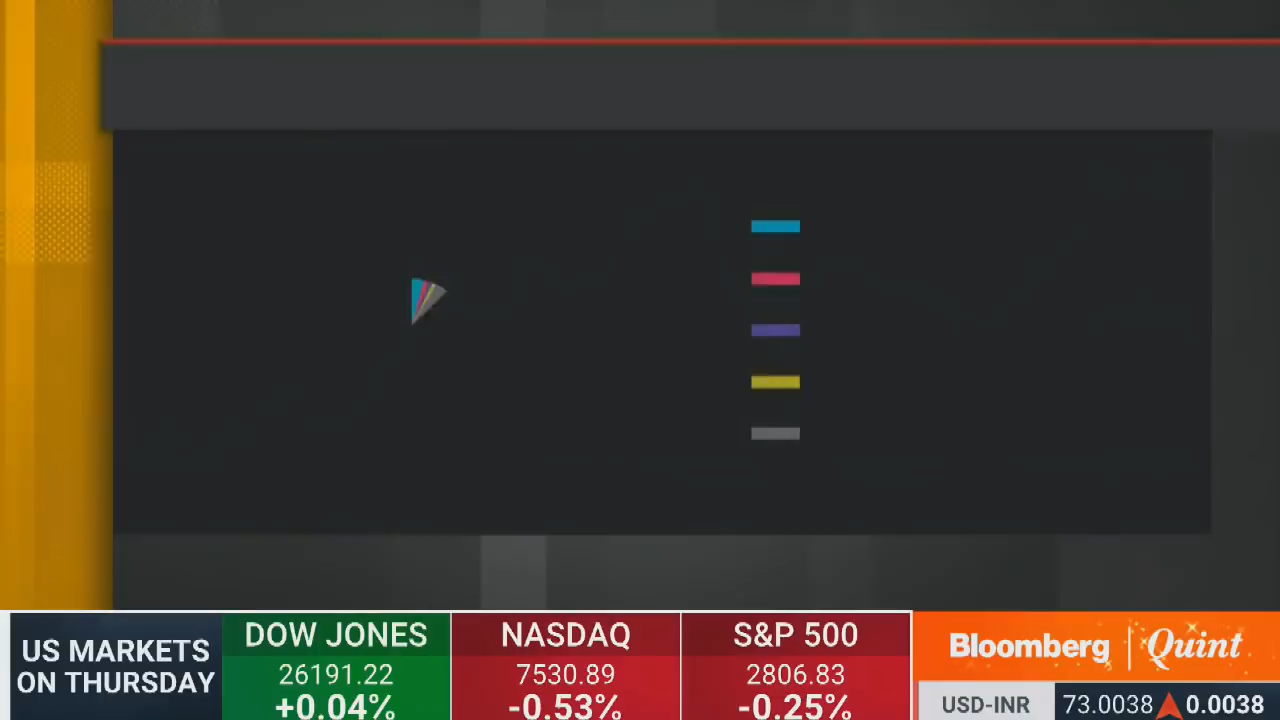 US MARKETS
ON THURSDAY
DOW JONES
26191.22
+0.04%
NASDAQ
7530.89
-0.53%
S&P 500
2806.83
-0.25%
Bloomberg | Quint
USD-INR 73.0038 0.0038